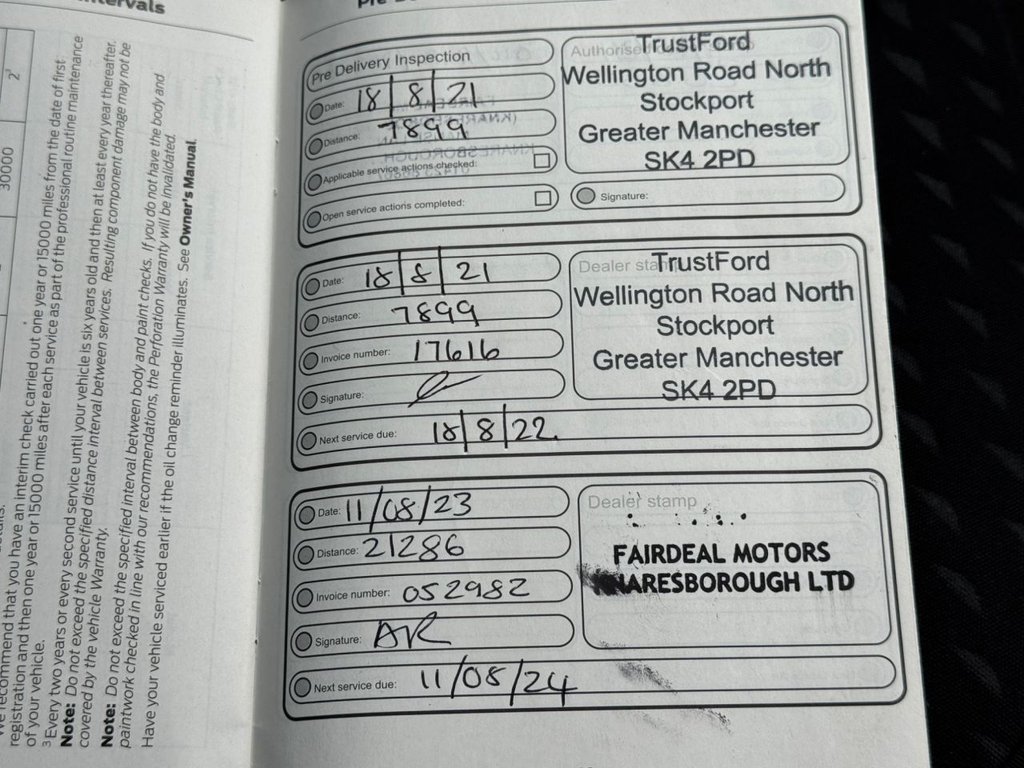 Intervals
2³
30000
registration and then one year or 15000 miles from the date of first
recommend that you have an interim check carried out one year or 15000 miles after each service as part of the professional routine maintenance
of your vehicle.
³ Every two years or every second service until your vehicle is six years old and then at least every year thereafter.
Note: Do not exceed the specified distance interval between services. Resulting component damage may not be
covered by the vehicle Warranty.
Note: Do not exceed the specified interval between body and paint checks. If you do not have the body and
paintwork checked in line with our recommendations, the Perforation Warranty will be invalidated.
Have your vehicle serviced earlier if the oil change reminder illuminates. See Owner's Manual.
Pre Delivery Inspection
Date: 18/8/21
Distance: 7899
Applicable service actions checked:
Open service actions completed:
TrustFord
Wellington Road North
Stockport
Greater Manchester
SK4 2PD
Signature:
Date: 18/8/21
Distance: 7899
Invoice number: 17616
Signature:
Next service due: 18/8/22.
Dealer stamp
TrustFord
Wellington Road North
Stockport
Greater Manchester
SK4 2PD
Date: 11/08/23
Distance: 21286
Invoice number: 052982
Signature: AR
Next service due: 11/08/24
Dealer stamp
FAIRDEAL MOTORS
KNARESBOROUGH LTD